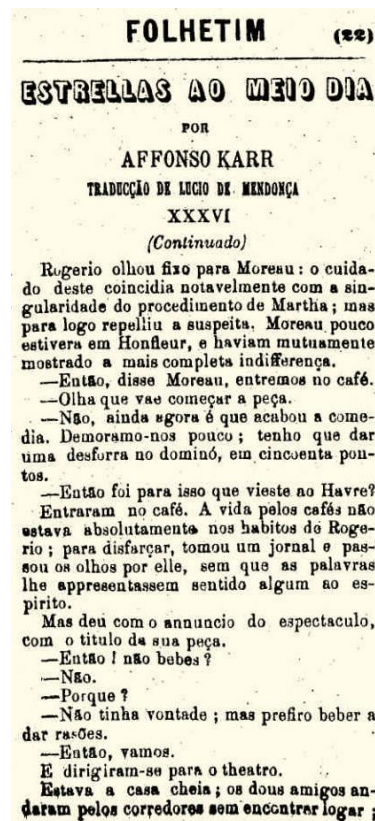 FOLHETIM (22)
ESTRELLAS AO MEIO DIA
POR
AFFONSO KARR
TRADUCÇÃO DE LUCIO DE MENDONÇA
XXXVI
(Continuado)
Rogerio olhou fixo para Moreau : o cuida-
do deste coincidia notavelmente com a sin-
gularidade do procedimento de Martha ; mas
para logo repelliu a suspeita. Moreau pouco
estivera em Honfleur, e haviam mutuamente
mostrado a mais completa indifferença.
—Então, disse Moreau, entremos no café.
—Olha que vae começar a peça.
—Não, ainda agora é que acabou a come-
dia. Demoramo-nos pouco ; tenho que dar
uma desforra no dominó, em cincoenta pon-
tos.
—Então foi para isso que vieste ao Havre?
Entraram no café. A vida pelos cafés não
estava absolutamente nos habitos de Roge-
rio ; para disfarçar, tomou um jornal e pas-
sou os olhos por elle, sem que as palavras
lhe appresentassem sentido algum ao es-
pirito.
Mas deu com o annuncio do espectaculo,
com o titulo da sua peça.
—Então ! não bebes ?
—Não.
—Porque ?
—Não tinha vontade ; mas prefiro beber a
dar rasões.
—Então, vamos.
E dirigiram-se para o theatro.
Estava a casa cheia ; os dous amigos an-
daram pelos corredores sem encontrar logar ;